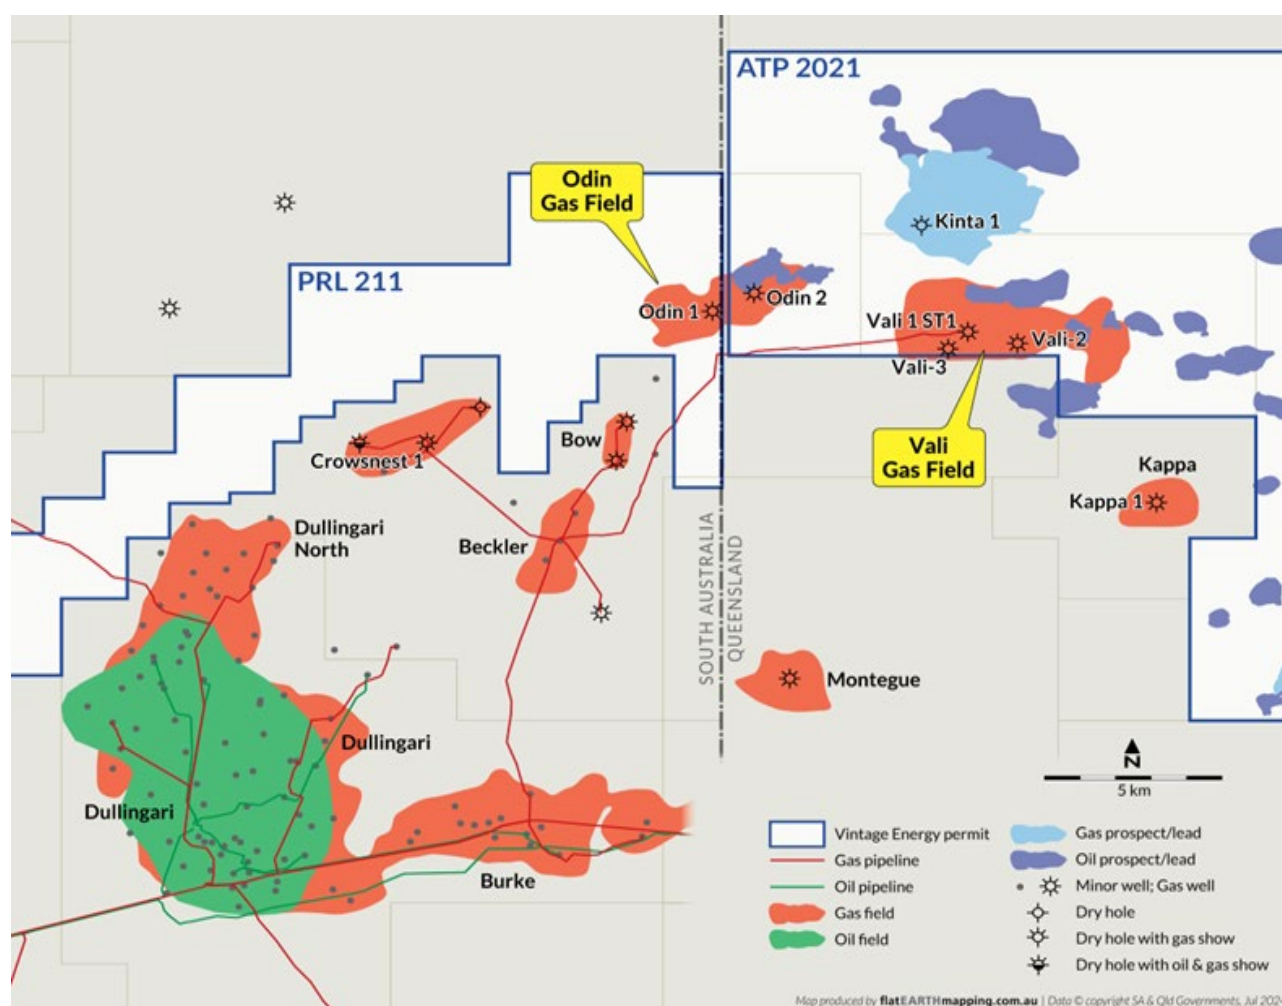 ATP 2021
Odin
Gas Field
Kinta 1
PRL 211
Odin 1
Odin 2
Vali 1 ST1
Vali-2
Vali-3
Bow
Crowsnest 1
Vali
Gas Field
Kappa
Kappa 1
Dullingari
North
Beckler
SOUTH AUSTRALIA
QUEENSLAND
Montegue
Dullingari
Dullingari
Burke
N
5 km
Vintage Energy permit
Gas pipeline
Oil pipeline
Gas field
Oil field
Gas prospect/lead
Oil prospect/lead
Minor well; Gas well
Dry hole
Dry hole with gas show
Dry hole with oil & gas show
Map produced by flatEARTHmapping.com.au | Data © copyright SA & Qld Governments, Jul